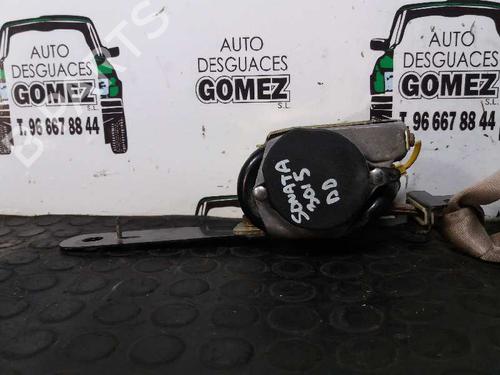 AUTO
DESGUACES
GOMEZ
S.L
T. 96 667 88 44
AUTO
DESGUACES
GOMEZ
S.L
AUTO
DESGUACES
GOMEZ
S.L
T. 96 667 88 44
SONATA
3015
DD